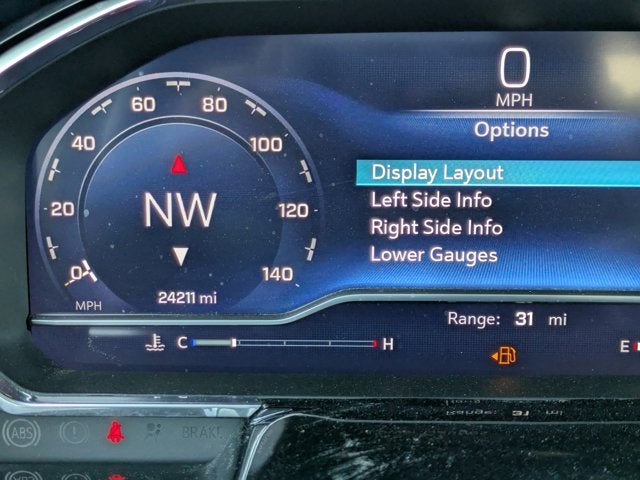 0
MPH
Options
Display Layout
Left Side Info
Right Side Info
Lower Gauges
60 80
40 100
NW
20 120
0 140
MPH
24211 mi
Range: 31 mi
C H
E
ABS BRAKE